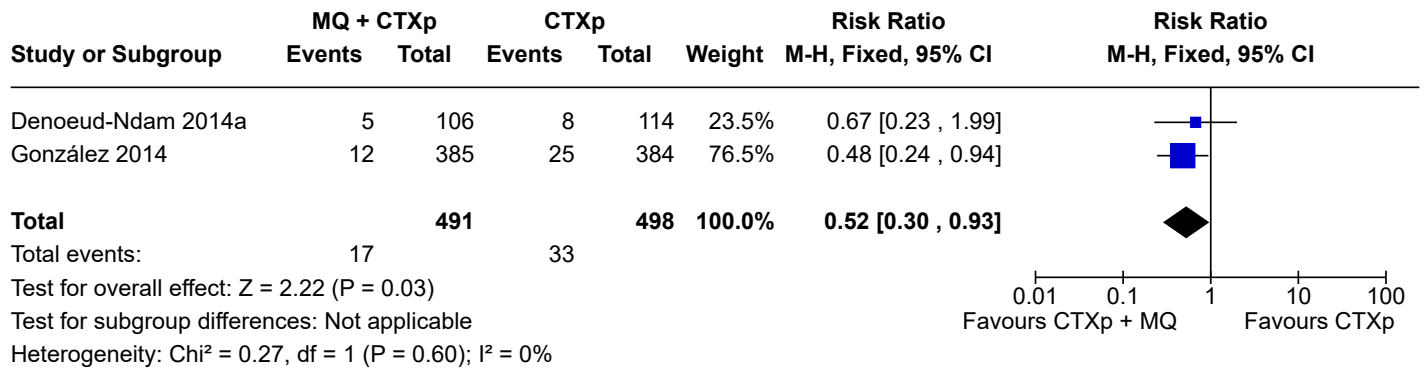 MQ + CTXp CTXp Risk Ratio Risk Ratio
Study or Subgroup Events Total Events Total Weight M-H, Fixed, 95% CI M-H, Fixed, 95% CI
Denoeud-Ndam 2014a 5 106 8 114 23.5% 0.67 [0.23 , 1.99]
González 2014 12 385 25 384 76.5% 0.48 [0.24 , 0.94]
Total 491 498 100.0% 0.52 [0.30 , 0.93]
Total events: 17 33
Test for overall effect: Z = 2.22 (P = 0.03)
0.01 0.1 1 10 100
Test for subgroup differences: Not applicable
Favours CTXp + MQ Favours CTXp
Heterogeneity: Chi² = 0.27, df = 1 (P = 0.60); I² = 0%